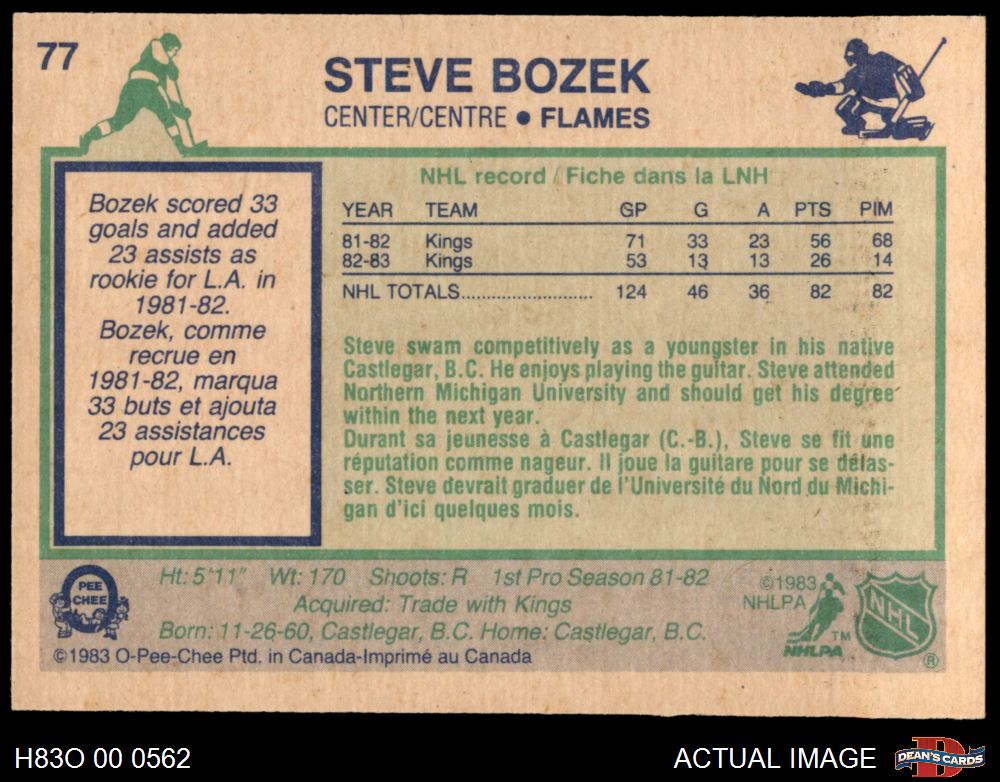 77
STEVE BOZEK
CENTER/CENTRE • FLAMES
Bozek scored 33
goals and added
23 assists as
rookie for L.A. in
1981-82.
Bozek, comme
recrue en
1981-82, marqua
33 buts et ajouta
23 assistances
pour L.A.
NHL record / Fiche dans la LNH
YEAR TEAM GP G A PTS PIM
81-82 Kings 71 33 23 56 68
82-83 Kings 53 13 13 26 14
NHL TOTALS......................... 124 46 36 82 82
Steve swam competitively as a youngster in his native
Castlegar, B.C. He enjoys playing the guitar. Steve attended
Northern Michigan University and should get his degree
within the next year.
Durant sa jeunesse à Castlegar (C.-B.), Steve se fit une
réputation comme nageur. Il joue la guitare pour se délas-
ser. Steve devrait graduer de l'Université du Nord du Michi-
gan d'ici quelques mois.
PEE
CHEE
Ht: 5'11" Wt: 170 Shoots: R 1st Pro Season 81-82
Acquired: Trade with Kings
Born: 11-26-60, Castlegar, B.C. Home: Castlegar, B.C.
©1983 O-Pee-Chee Ptd. in Canada-Imprimé au Canada
©1983
NHLPA
TM
NHLPA
NHL
®
H83O 00 0562
ACTUAL IMAGE
D
DEAN'S CARDS